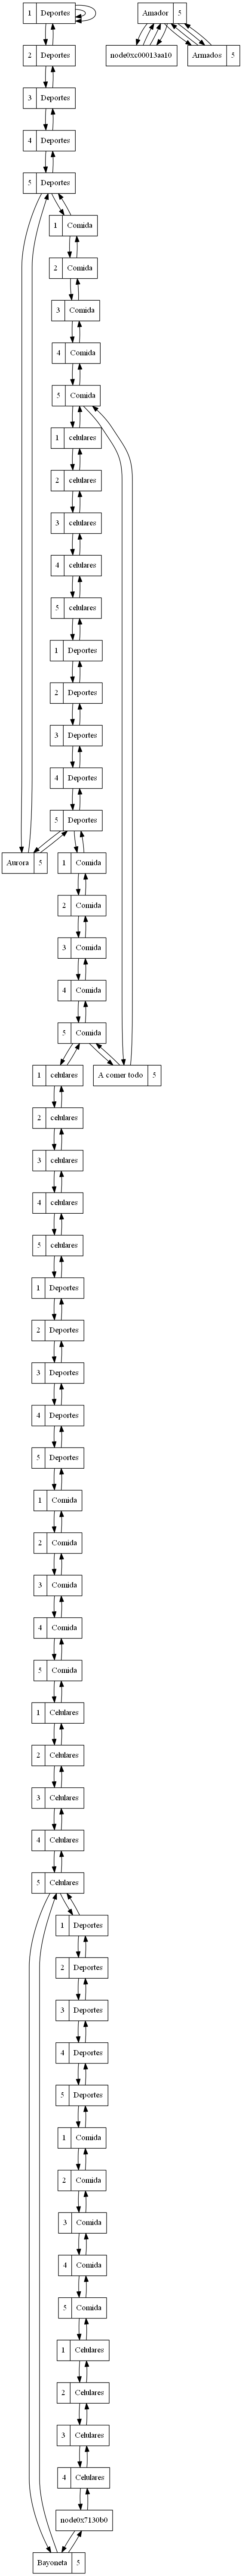 1 Deportes
Amador 5
2 Deportes
node0xc00013aa10
Armados 5
3 Deportes
4 Deportes
5 Deportes
1 Comida
2 Comida
3 Comida
4 Comida
5 Comida
1 celulares
2 celulares
3 celulares
4 celulares
5 celulares
1 Deportes
2 Deportes
3 Deportes
4 Deportes
5 Deportes
Aurora 5
1 Comida
2 Comida
3 Comida
4 Comida
5 Comida
1 celulares
A comer todo 5
2 celulares
3 celulares
4 celulares
5 celulares
1 Deportes
2 Deportes
3 Deportes
4 Deportes
5 Deportes
1 Comida
2 Comida
3 Comida
4 Comida
5 Comida
1 Celulares
2 Celulares
3 Celulares
4 Celulares
5 Celulares
1 Deportes
2 Deportes
3 Deportes
4 Deportes
5 Deportes
1 Comida
2 Comida
3 Comida
4 Comida
5 Comida
1 Celulares
2 Celulares
3 Celulares
4 Celulares
node0x7130b0
Bayoneta 5